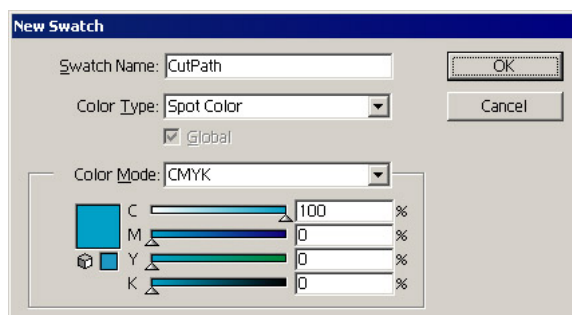 New Swatch
Swatch Name: CutPath
OK
Color Type: Spot Color
Cancel
Global
Color Mode: CMYK
C 100 %
M 0 %
Y 0 %
K 0 %